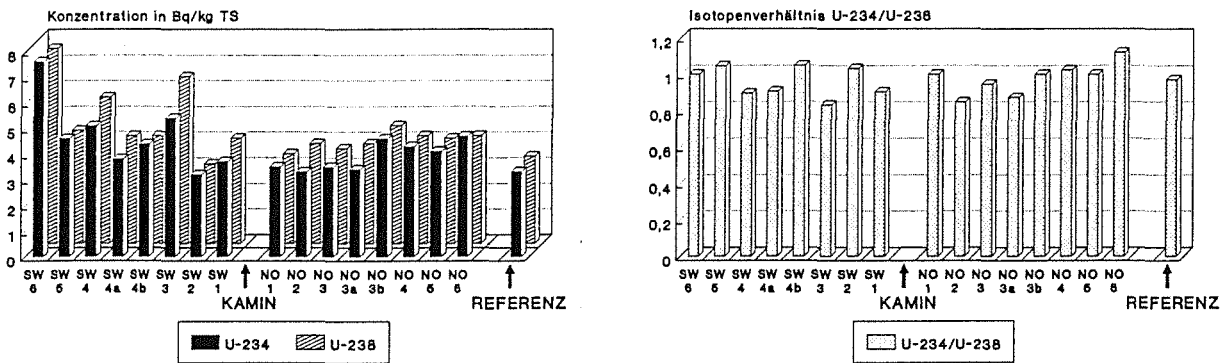 Konzentration in Bq/kg TS
8
7
6
5
4
3
2
1
0
SW SW SW SW SW SW SW SW NO NO NO NO NO NO NO NO
6 5 4 4a 4b 3 2 1 1 2 3 3a 3b 4 5 6
KAMIN REFERENZ
U-234 U-238
Isotopenverhältnis U-234/U-238
1,2
1
0,8
0,6
0,4
0,2
0
SW SW SW SW SW SW SW SW NO NO NO NO NO NO NO NO
6 5 4 4a 4b 3 2 1 1 2 3 3a 3b 4 5 6
KAMIN REFERENZ
U-234/U-238